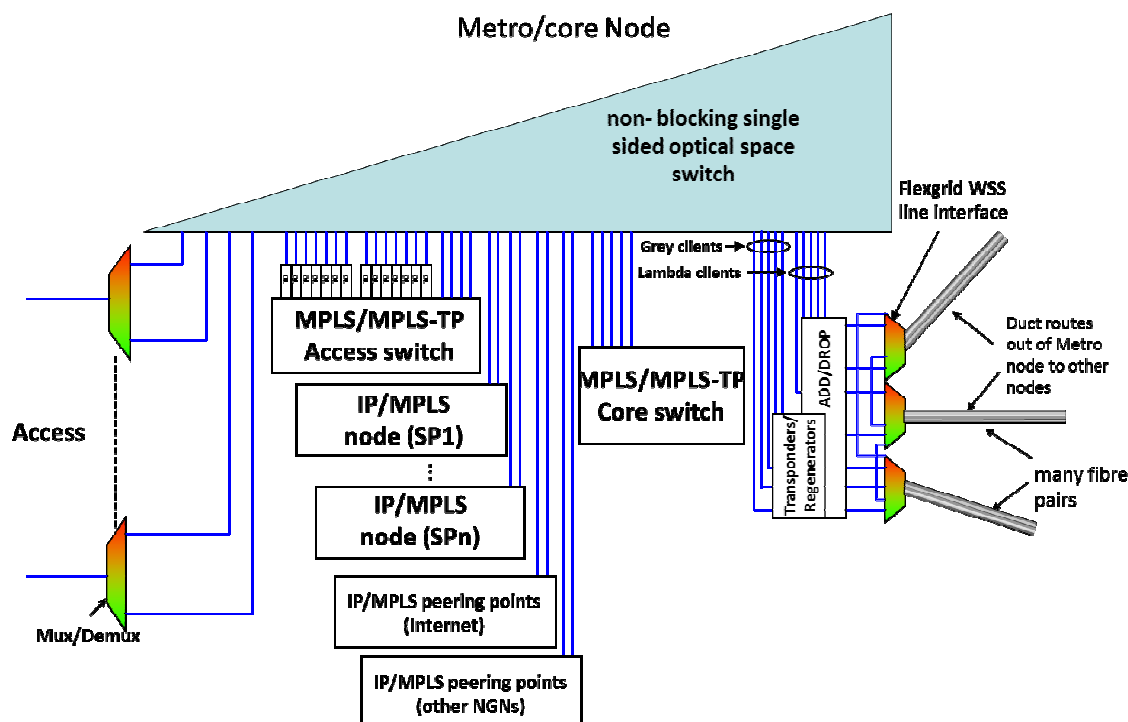 Metro/core Node
non- blocking single
sided optical space
switch
Flexgrid WSS
line interface
Grey clients
Lambda clients
MPLS/MPLS-TP
Access switch
IP/MPLS
node (SP1)
...
IP/MPLS
node (SPn)
IP/MPLS peering points
(Internet)
IP/MPLS peering points
(other NGNs)
MPLS/MPLS-TP
Core switch
ADD/DROP
Transponders/
Regenerators
Duct routes
out of Metro
node to other
nodes
many fibre
pairs
Access
Mux/Demux